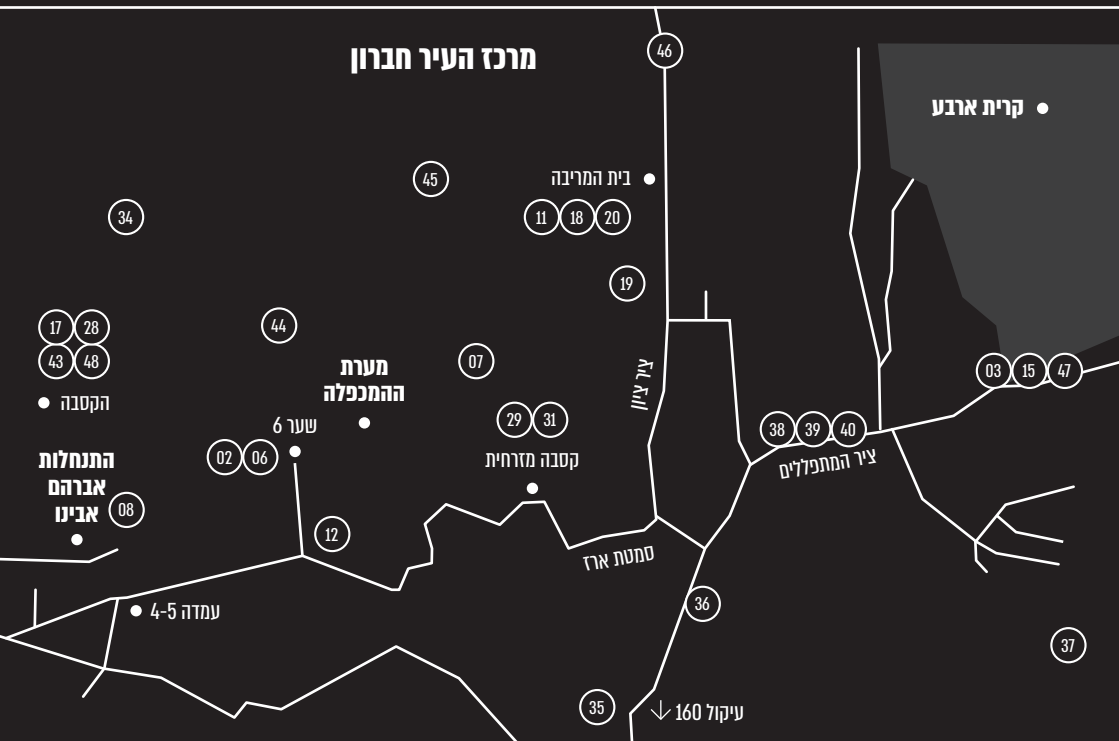 מרכז העיר חברון
46
קרית ארבע
45
בית המריבה
34
11 18 20
19
17 28
44
43 48
מערת
ההמכפלה
07
ציר ציון
03 15 47
הקסבה
29 31
שער 6
38 39 40
02 06
קסבה מזרחית
ציר המתפללים
התנחלות
אברהם
אבינו
08
12
סמטת ארז
עמדה 4-5
36
37
35
עיקול 160